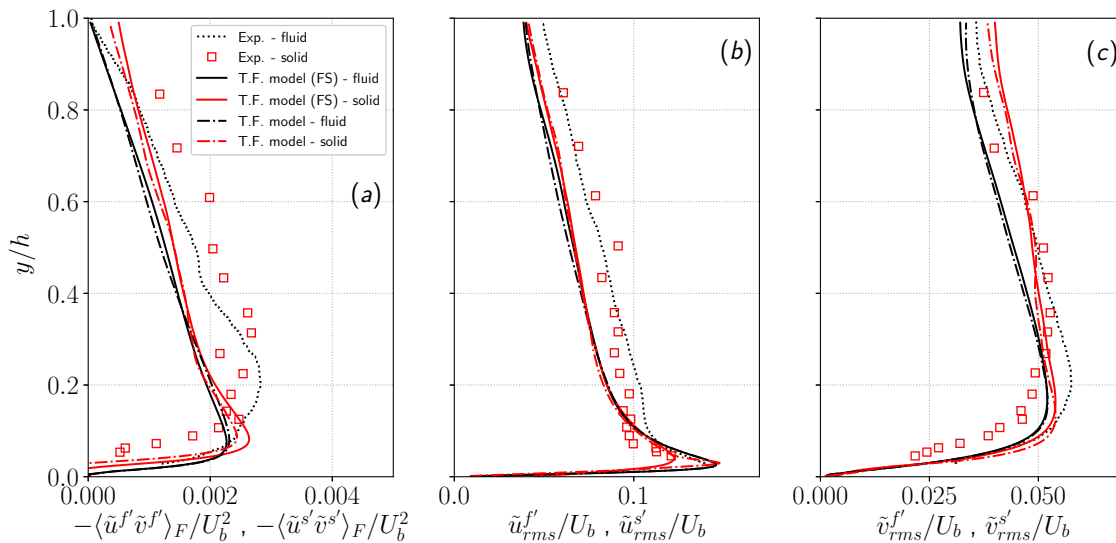 1.0
0.8
0.6
0.4
0.2
0.0
y/h
Exp. - fluid
Exp. - solid
T.F. model (FS) - fluid
T.F. model (FS) - solid
T.F. model - fluid
T.F. model - solid
(a)
(b)
(c)
0.000 0.002 0.004
0.0 0.1
0.000 0.025 0.050
−⟨ũ^{f′}ṽ^{f′}⟩_F/U_b^2 , −⟨ũ^{s′}ṽ^{s′}⟩_F/U_b^2
ũ^{f′}_{rms}/U_b , ũ^{s′}_{rms}/U_b
ṽ^{f′}_{rms}/U_b , ṽ^{s′}_{rms}/U_b